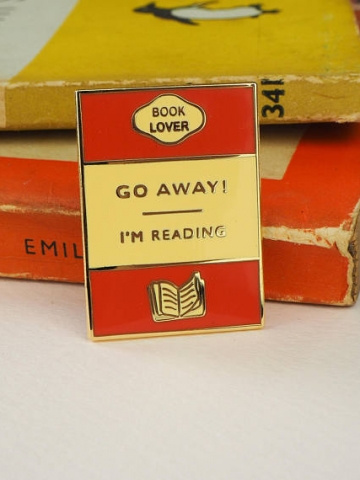 341
BOOK
LOVER
GO AWAY!
I'M READING
EMIL